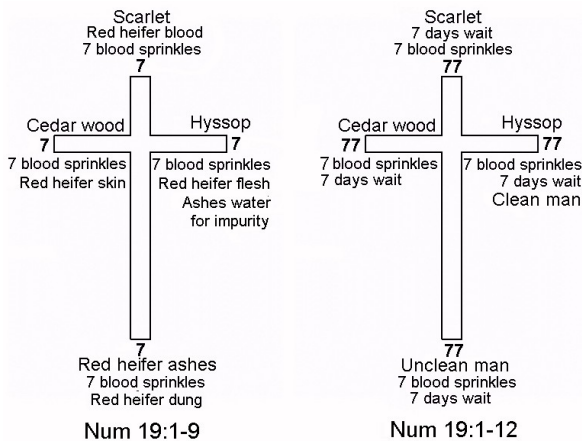 Scarlet
Red heifer blood
7 blood sprinkles
7
Cedar wood
7
7 blood sprinkles
Red heifer skin
Hyssop
7
7 blood sprinkles
Red heifer flesh
Ashes water
for impurity
7
Red heifer ashes
7 blood sprinkles
Red heifer dung
Num 19:1-9
Scarlet
7 days wait
7 blood sprinkles
77
Cedar wood
77
7 blood sprinkles
7 days wait
Hyssop
77
7 blood sprinkles
7 days wait
Clean man
77
Unclean man
7 blood sprinkles
7 days wait
Num 19:1-12